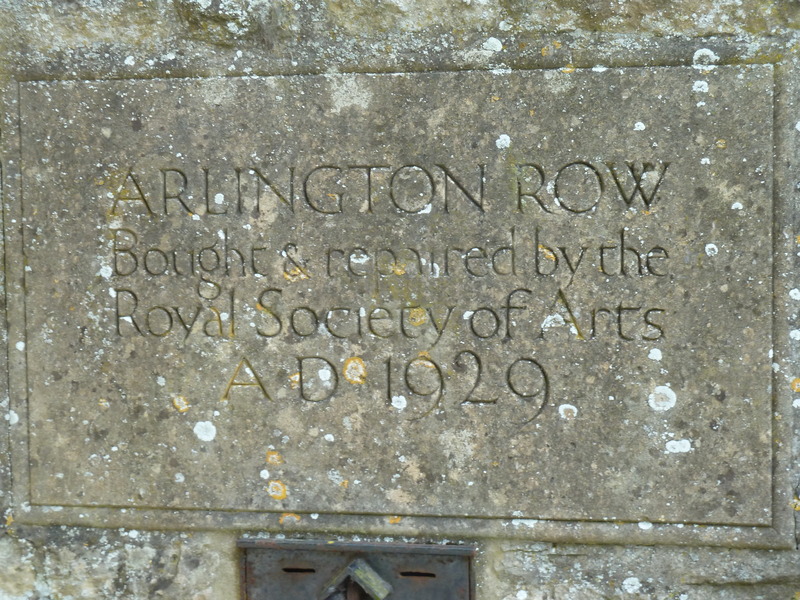 ARLINGTON ROW
Bought & repaired by the
Royal Society of Arts
A D 1929